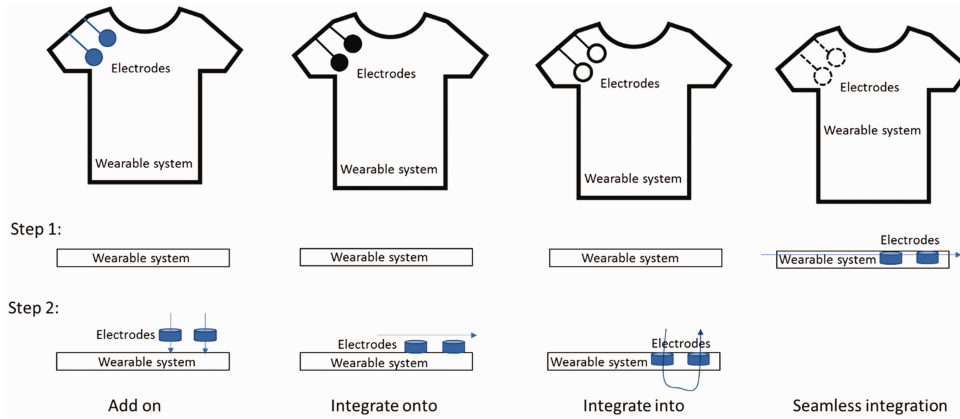 Electrodes
Wearable system
Electrodes
Wearable system
Electrodes
Wearable system
Electrodes
Wearable system
Step 1:
Wearable system
Wearable system
Wearable system
Electrodes
Wearable system
Step 2:
Electrodes
Wearable system
Electrodes
Wearable system
Electrodes
Wearable system
Add on
Integrate onto
Integrate into
Seamless integration